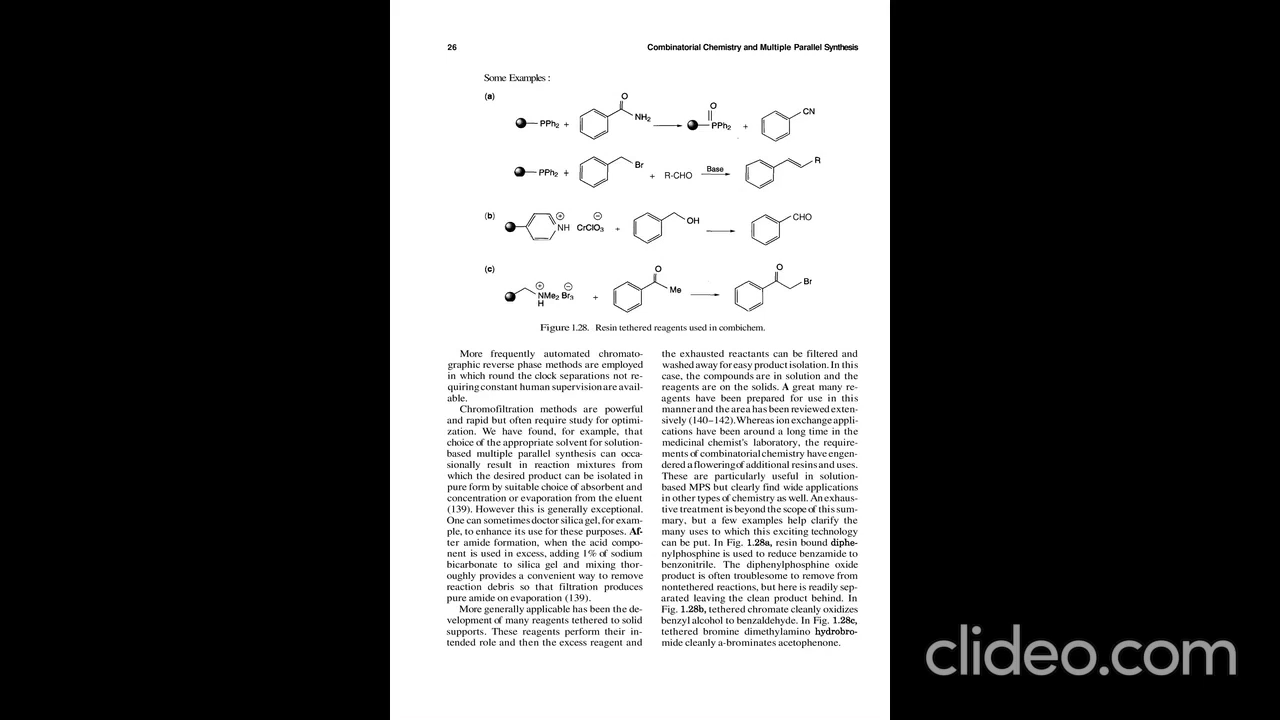 26
Combinatorial Chemistry and Multiple Parallel Synthesis
Some Examples :
(a)
PPh2 + O NH2 O PPh2 + CN
PPh2 + Br + R-CHO Base R
(b)
NH + CrClO3 − + OH CHO
(c)
NMe2 H + Br3 − + O Me O Br
Figure 1.28. Resin tethered reagents used in combichem.
More frequently automated chromato-
graphic reverse phase methods are employed
in which round the clock separations not re-
quiring constant human supervision are avail-
able.
Chromofiltration methods are powerful
and rapid but often require study for optimi-
zation. We have found, for example, that
choice of the appropriate solvent for solution-
based multiple parallel synthesis can occa-
sionally result in reaction mixtures from
which the desired product can be isolated in
pure form by suitable choice of absorbent and
concentration or evaporation from the eluent
(139). However this is generally exceptional.
One can sometimes doctor silica gel, for exam-
ple, to enhance its use for these purposes. Af-
ter amide formation, when the acid compo-
nent is used in excess, adding 1% of sodium
bicarbonate to silica gel and mixing thor-
oughly provides a convenient way to remove
reaction debris so that filtration produces
pure amide on evaporation (139).
More generally applicable has been the de-
velopment of many reagents tethered to solid
supports. These reagents perform their in-
tended role and then the excess reagent and
the exhausted reactants can be filtered and
washed away for easy product isolation. In this
case, the compounds are in solution and the
reagents are on the solids. A great many re-
agents have been prepared for use in this
manner and the area has been reviewed exten-
sively (140–142). Whereas ion exchange appli-
cations have been around a long time in the
medicinal chemist's laboratory, the require-
ments of combinatorial chemistry have engen-
dered a flowering of additional resins and uses.
These are particularly useful in solution-
based MPS but clearly find wide applications
in other types of chemistry as well. An exhaus-
tive treatment is beyond the scope of this sum-
mary, but a few examples help clarify the
many uses to which this exciting technology
can be put. In Fig. 1.28a, resin bound diphe-
nylphosphine is used to reduce benzamide to
benzonitrile. The diphenylphosphine oxide
product is often troublesome to remove from
nontethered reactions, but here is readily sep-
arated leaving the clean product behind. In
Fig. 1.28b, tethered chromate cleanly oxidizes
benzyl alcohol to benzaldehyde. In Fig. 1.28c,
tethered bromine dimethylamino hydrobro-
mide cleanly a-brominates acetophenone.
clideo.com